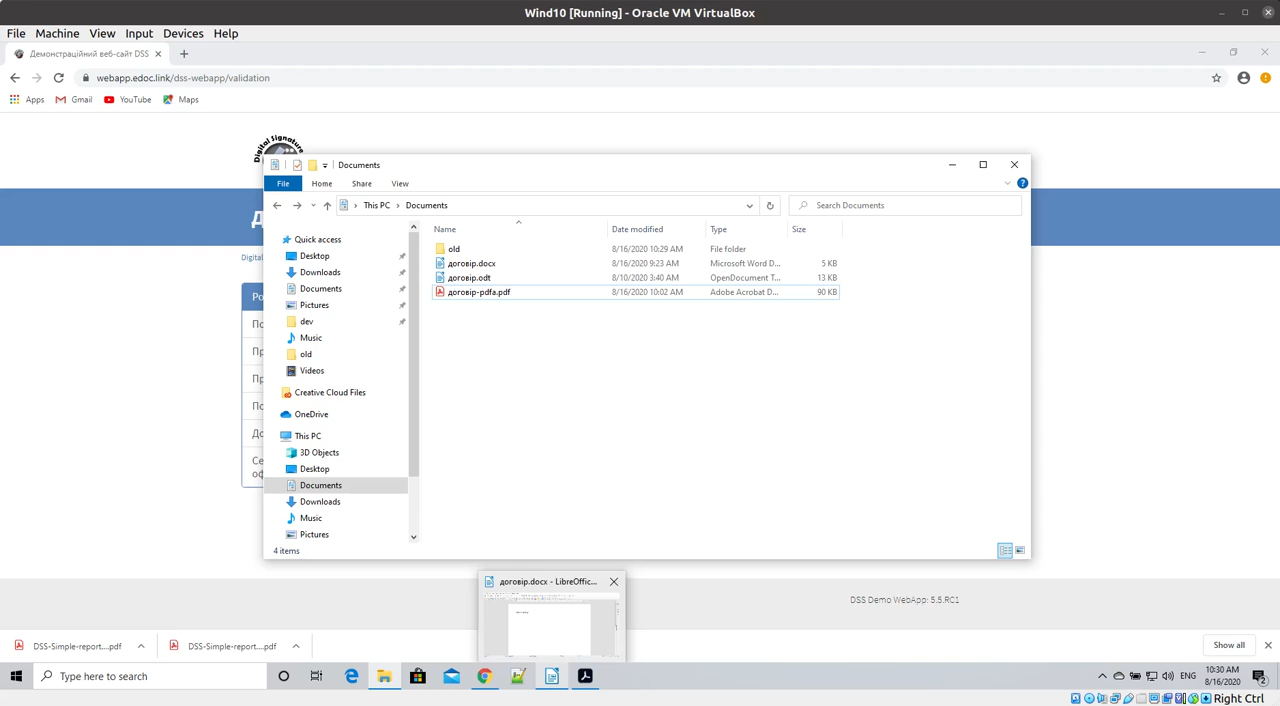 Wind10 [Running] - Oracle VM VirtualBox
File Machine View Input Devices Help
Демонстраційний веб-сайт DSS
webapp.edoc.link/dss-webapp/validation
Apps Gmail YouTube Maps
Digital Signature
Documents
File Home Share View
This PC Documents
Search Documents
Name Date modified Type Size
old 8/16/2020 10:29 AM File folder
договір.docx 8/16/2020 9:23 AM Microsoft Word D... 5 KB
договір.odt 8/10/2020 3:40 AM OpenDocument T... 13 KB
договір-pdfa.pdf 8/16/2020 10:02 AM Adobe Acrobat D... 90 KB
Quick access
Desktop
Downloads
Documents
Pictures
dev
Music
old
Videos
Creative Cloud Files
OneDrive
This PC
3D Objects
Desktop
Documents
Downloads
Music
Pictures
4 items
Digital
договір.docx - LibreOffic...
DSS Demo WebApp: 5.5.RC1
DSS-Simple-report....pdf
DSS-Simple-report....pdf
Show all
Type here to search
ENG
10:30 AM
8/16/2020
2
Right Ctrl